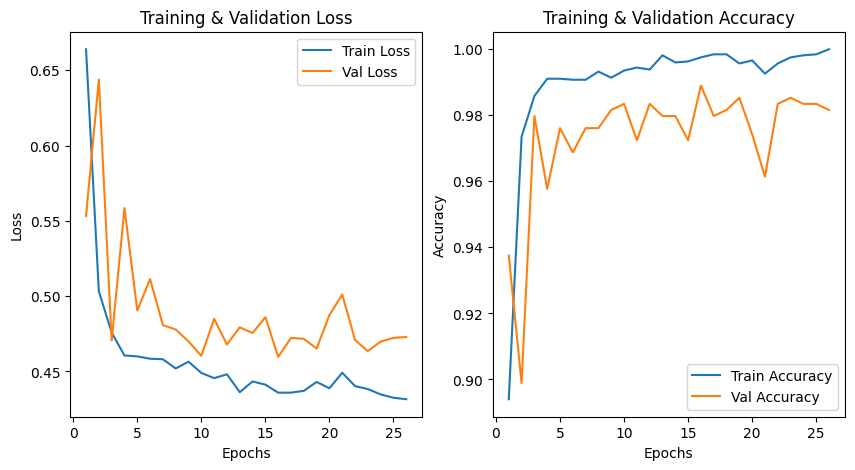 Training & Validation Loss
Train Loss
Val Loss
0.65
0.60
0.55
0.50
0.45
Loss
0
5
10
15
20
25
Epochs
Training & Validation Accuracy
1.00
0.98
0.96
0.94
0.92
0.90
Accuracy
Train Accuracy
Val Accuracy
0
5
10
15
20
25
Epochs